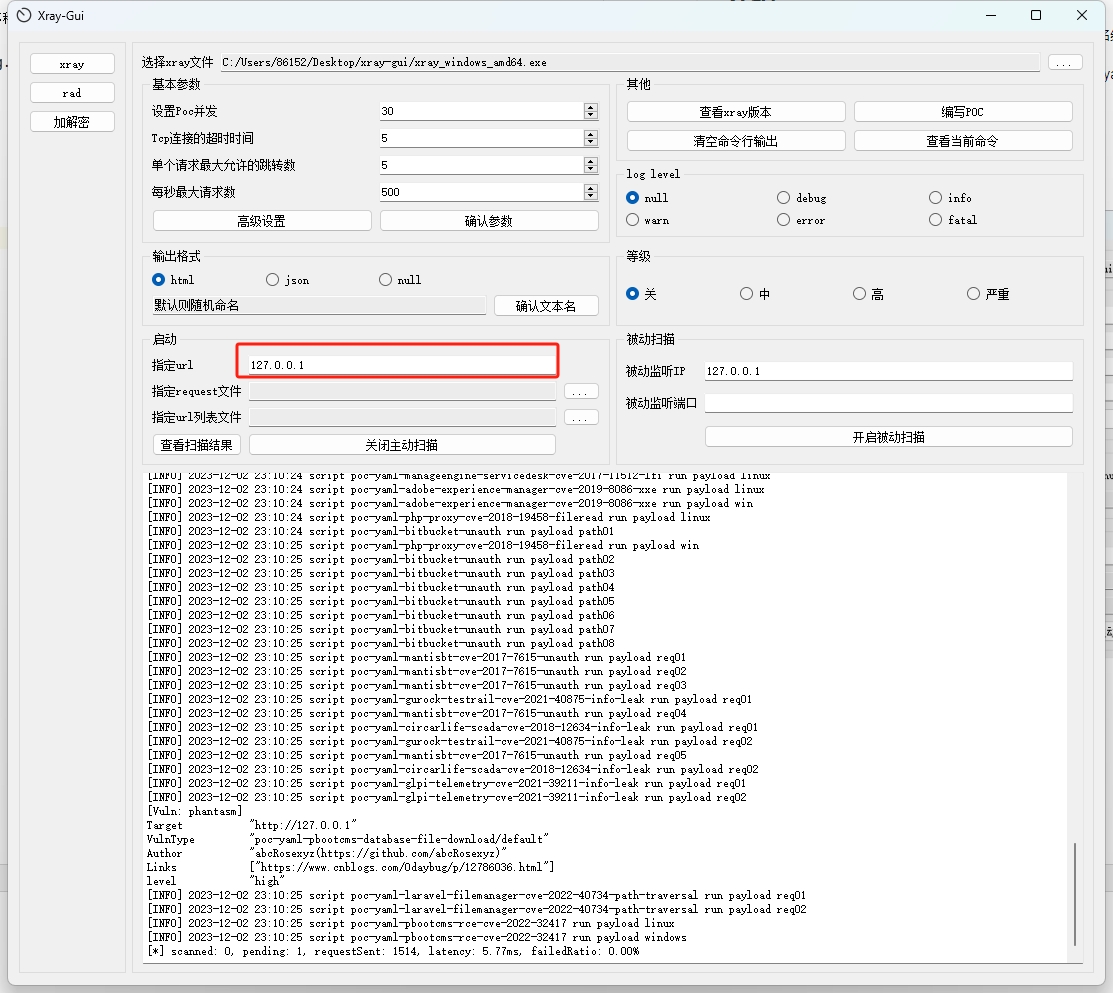 Xray-Gui
xray
rad
加解密
选择xray文件 C:/Users/86152/Desktop/xray-gui/xray_windows_amd64.exe ...
基本参数
设置Poc并发 30
Tcp连接的超时时间 5
单个请求最大允许的跳转数 5
每秒最大请求数 500
高级设置 确认参数
其他
查看xray版本 编写POC
清空命令行输出 查看当前命令
log level
null debug info
warn error fatal
输出格式
html json null
默认则随机命名 确认文本名
等级
关 中 高 严重
启动
指定url 127.0.0.1
指定request文件 ...
指定url列表文件 ...
查看扫描结果 关闭主动扫描
被动扫描
被动监听IP 127.0.0.1
被动监听端口
开启被动扫描
[INFO] 2023-12-02 23:10:24 script poc-yaml-manageengine-servicedesk-cve-2017-11512-lfi run payload linux
[INFO] 2023-12-02 23:10:24 script poc-yaml-adobe-experience-manager-cve-2019-8086-xxe run payload linux
[INFO] 2023-12-02 23:10:24 script poc-yaml-adobe-experience-manager-cve-2019-8086-xxe run payload win
[INFO] 2023-12-02 23:10:24 script poc-yaml-php-proxy-cve-2018-19458-fileread run payload linux
[INFO] 2023-12-02 23:10:24 script poc-yaml-bitbucket-unauth run payload path01
[INFO] 2023-12-02 23:10:25 script poc-yaml-php-proxy-cve-2018-19458-fileread run payload win
[INFO] 2023-12-02 23:10:25 script poc-yaml-bitbucket-unauth run payload path02
[INFO] 2023-12-02 23:10:25 script poc-yaml-bitbucket-unauth run payload path03
[INFO] 2023-12-02 23:10:25 script poc-yaml-bitbucket-unauth run payload path04
[INFO] 2023-12-02 23:10:25 script poc-yaml-bitbucket-unauth run payload path05
[INFO] 2023-12-02 23:10:25 script poc-yaml-bitbucket-unauth run payload path06
[INFO] 2023-12-02 23:10:25 script poc-yaml-bitbucket-unauth run payload path07
[INFO] 2023-12-02 23:10:25 script poc-yaml-bitbucket-unauth run payload path08
[INFO] 2023-12-02 23:10:25 script poc-yaml-mantisbt-cve-2017-7615-unauth run payload req01
[INFO] 2023-12-02 23:10:25 script poc-yaml-mantisbt-cve-2017-7615-unauth run payload req02
[INFO] 2023-12-02 23:10:25 script poc-yaml-mantisbt-cve-2017-7615-unauth run payload req03
[INFO] 2023-12-02 23:10:25 script poc-yaml-gurock-testrail-cve-2021-40875-info-leak run payload req01
[INFO] 2023-12-02 23:10:25 script poc-yaml-mantisbt-cve-2017-7615-unauth run payload req04
[INFO] 2023-12-02 23:10:25 script poc-yaml-circarlife-scada-cve-2018-12634-info-leak run payload req01
[INFO] 2023-12-02 23:10:25 script poc-yaml-gurock-testrail-cve-2021-40875-info-leak run payload req02
[INFO] 2023-12-02 23:10:25 script poc-yaml-mantisbt-cve-2017-7615-unauth run payload req05
[INFO] 2023-12-02 23:10:25 script poc-yaml-circarlife-scada-cve-2018-12634-info-leak run payload req02
[INFO] 2023-12-02 23:10:25 script poc-yaml-glpi-telemetry-cve-2021-39211-info-leak run payload req01
[INFO] 2023-12-02 23:10:25 script poc-yaml-glpi-telemetry-cve-2021-39211-info-leak run payload req02
[Vuln: phantasm]
Target "http://127.0.0.1"
VulnType "poc-yaml-pbootcms-database-file-download/default"
Author "abcRosexyz(https://github.com/abcRosexyz)"
Links ["https://www.cnblogs.com/0daybug/p/12786036.html"]
level "high"
[INFO] 2023-12-02 23:10:25 script poc-yaml-laravel-filemanager-cve-2022-40734-path-traversal run payload req01
[INFO] 2023-12-02 23:10:25 script poc-yaml-laravel-filemanager-cve-2022-40734-path-traversal run payload req02
[INFO] 2023-12-02 23:10:25 script poc-yaml-pbootcms-rce-cve-2022-32417 run payload linux
[INFO] 2023-12-02 23:10:25 script poc-yaml-pbootcms-rce-cve-2022-32417 run payload windows
[*] scanned: 0, pending: 1, requestSent: 1514, latency: 5.77ms, failedRatio: 0.00%